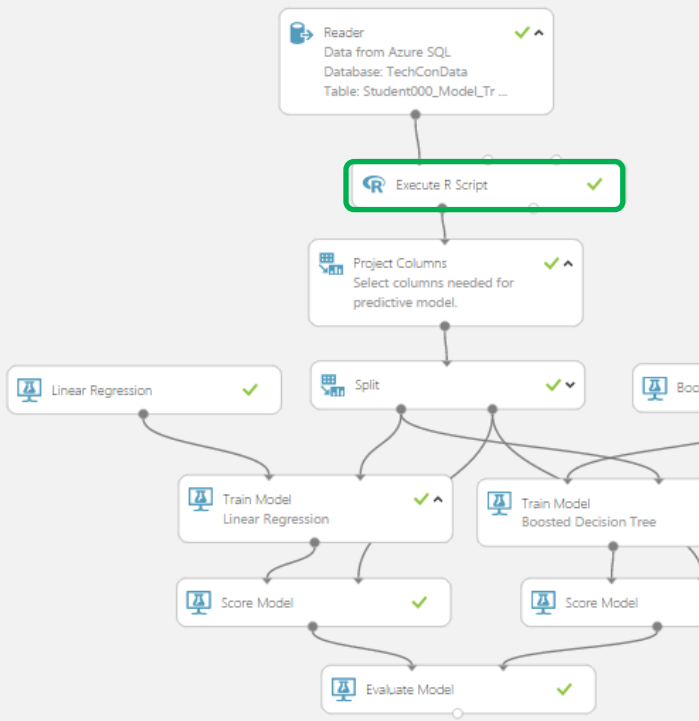 Reader
Data from Azure SQL
Database: TechConData
Table: Student000_Model_Tr ...
R
Execute R Script
Project Columns
Select columns needed for
predictive model.
Linear Regression
Split
Boo
Train Model
Linear Regression
Train Model
Boosted Decision Tree
Score Model
Score Model
Evaluate Model